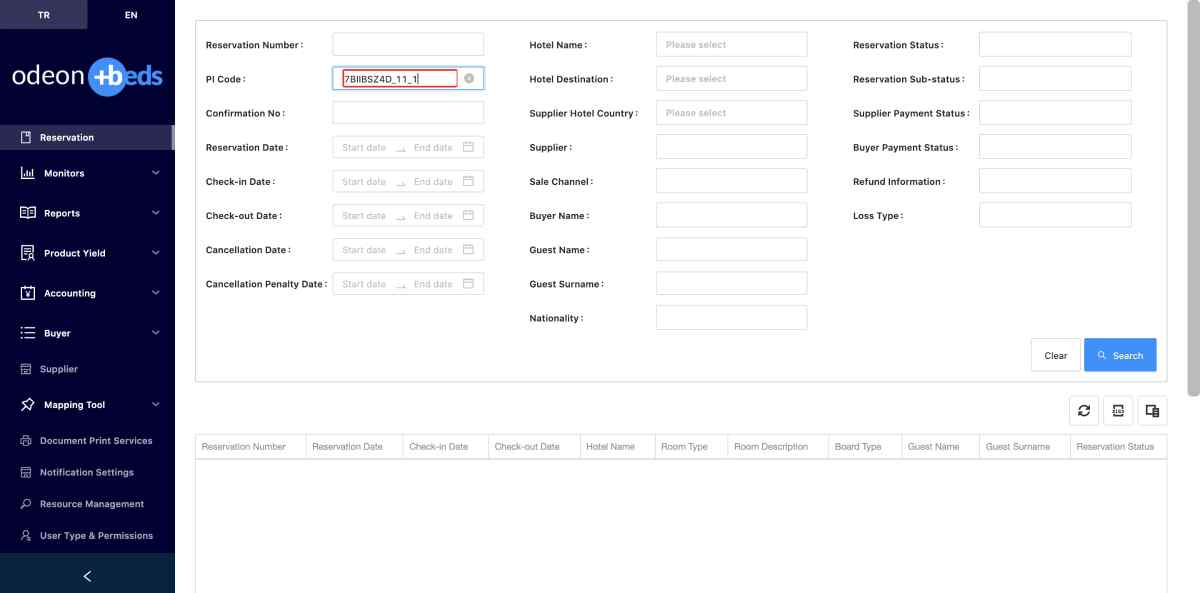 TR
EN
odeon +beds
Reservation
Monitors
Reports
Product Yield
Accounting
Buyer
Supplier
Mapping Tool
Document Print Services
Notification Settings
Resource Management
User Type & Permissions
Reservation Number :
PI Code :
7BIIBSZ4D_11_1
Confirmation No :
Reservation Date :
Start date
End date
Check-in Date :
Start date
End date
Check-out Date :
Start date
End date
Cancellation Date :
Start date
End date
Cancellation Penalty Date :
Start date
End date
Hotel Name :
Please select
Hotel Destination :
Please select
Supplier Hotel Country :
Please select
Supplier :
Sale Channel :
Buyer Name :
Guest Name :
Guest Surname :
Nationality :
Reservation Status :
Reservation Sub-status :
Supplier Payment Status :
Buyer Payment Status :
Refund Information :
Loss Type :
Clear
Search
Reservation Number
Reservation Date
Check-in Date
Check-out Date
Hotel Name
Room Type
Room Description
Board Type
Guest Name
Guest Surname
Reservation Status